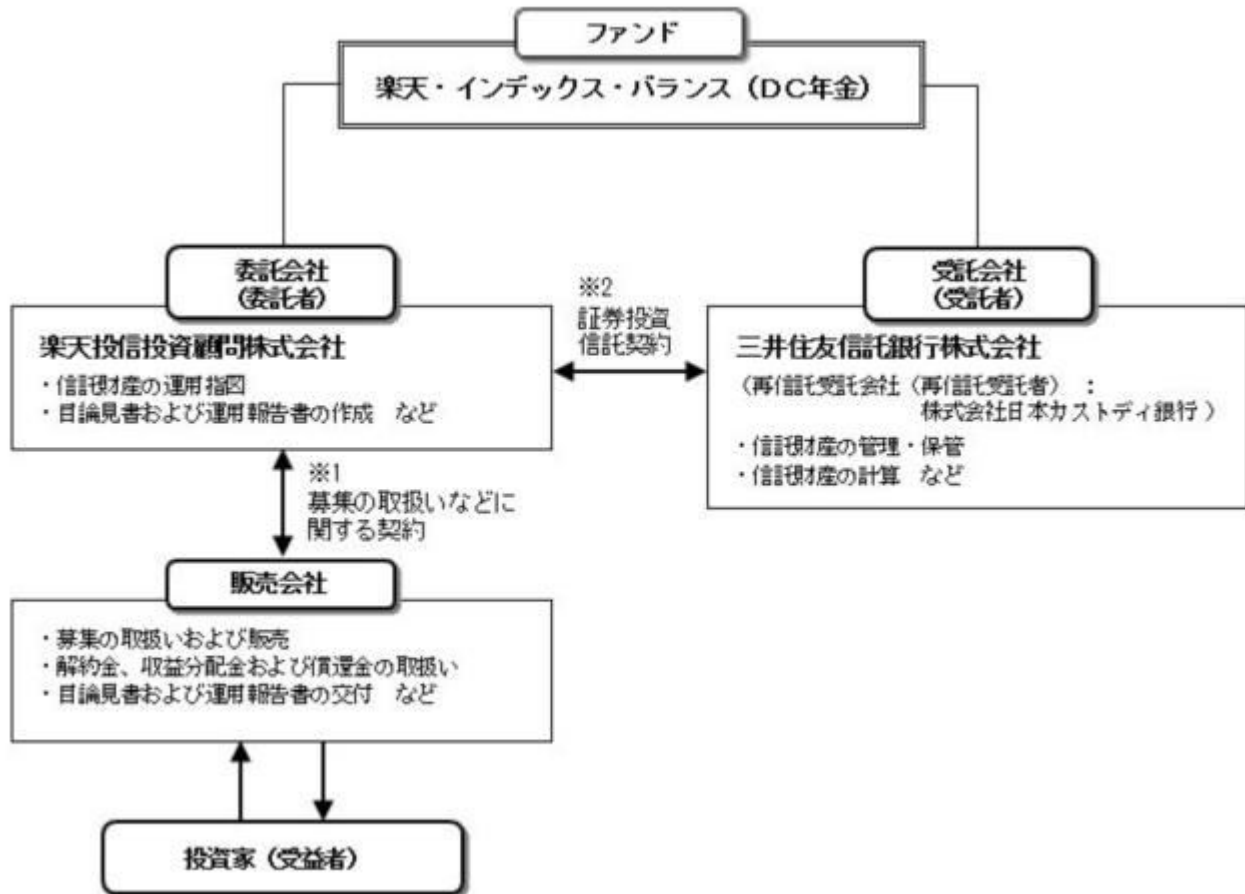 ファンド
楽天・インデックス・バランス（DC年金）
委託会社
（委託者）
楽天投信投資顧問株式会社
・信託財産の運用指図
・目論見書および運用報告書の作成　など
※2
証券投資
信託契約
受託会社
（受託者）
三井住友信託銀行株式会社
（再信託受託会社（再信託受託者）：
株式会社日本カストディ銀行）
・信託財産の管理・保管
・信託財産の計算　など
※1
募集の取扱いなどに
関する契約
販売会社
・募集の取扱いおよび販売
・解約金、収益分配金および償還金の取扱い
・目論見書および運用報告書の交付　など
投資家（受益者）